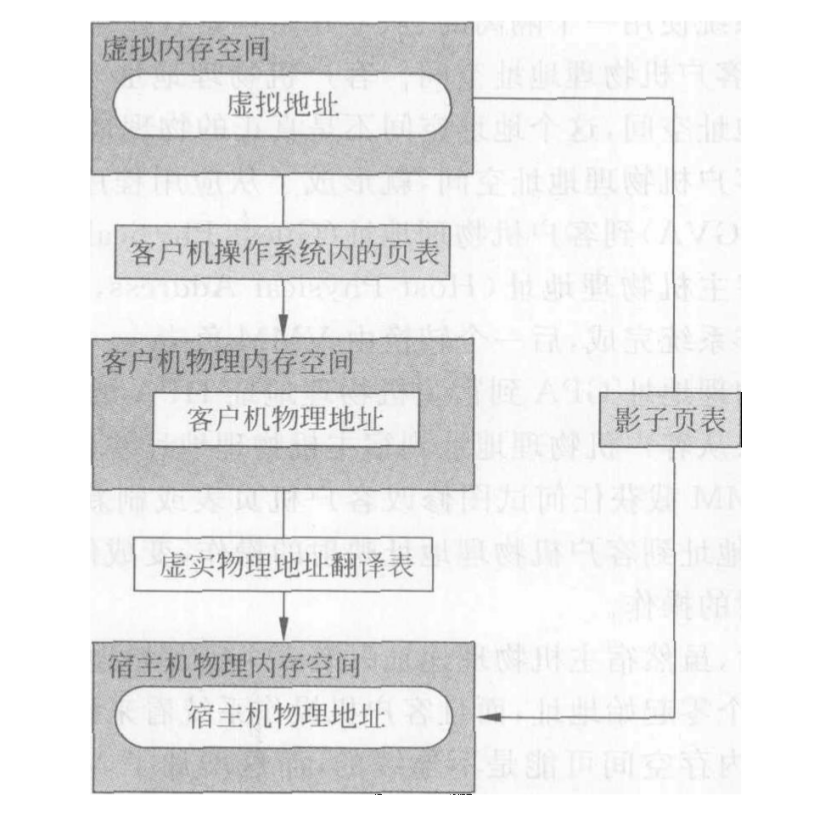 虚拟内存空间
虚拟地址
客户机操作系统内的页表
客户机物理内存空间
客户机物理地址
影子页表
虚实物理地址翻译表
宿主机物理内存空间
宿主机物理地址